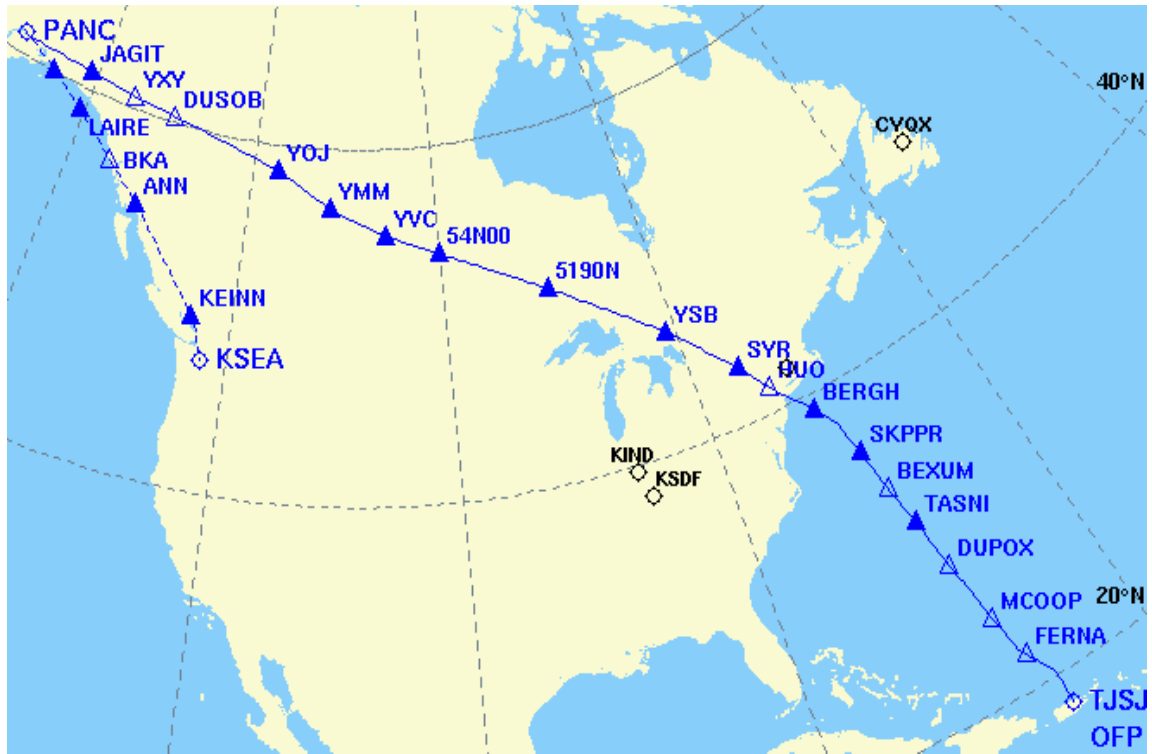 PANC
JAGIT
YXY
DUSOB
40°N
LAIRE
CYQX
BKA
YOJ
ANN
YMM
YVC
54N00
5190N
KEINN
YSB
KSEA
SYR
HUO
BERGH
SKPPR
KIND
BEXUM
KSDF
TASNI
DUPOX
MCOOP
20°N
FERNA
TJSJ
OFP